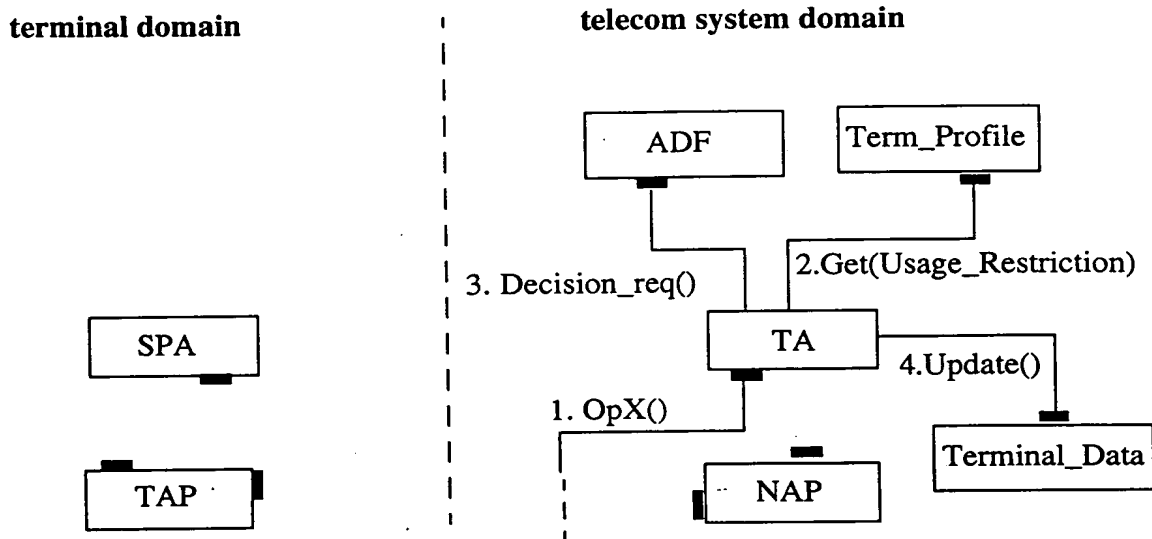 terminal domain
telecom system domain
ADF
Term_Profile
2.Get(Usage_Restriction)
3. Decision_req()
SPA
TA
4.Update()
1. OpX()
Terminal_Data
TAP
NAP